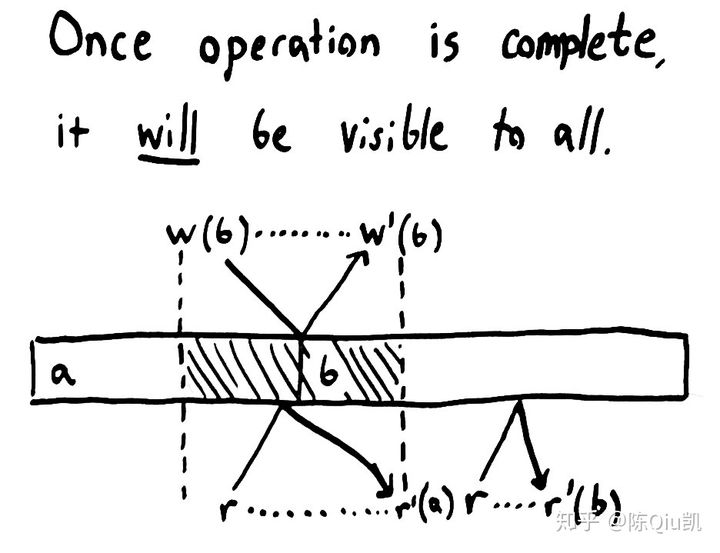 Once operation is complete,
it will be visible to all.
w(b).........w'(b)
a b
r..............r'(a) r....r'(b)
知乎 @陈Qiu凯